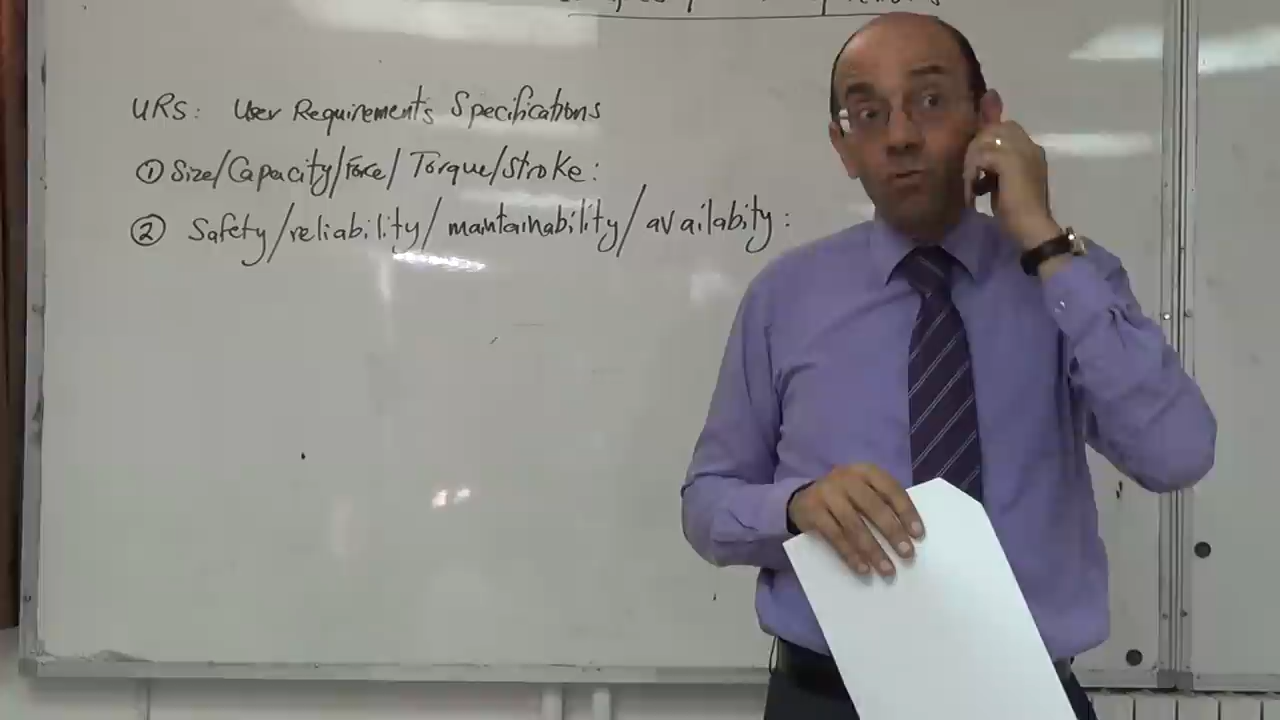 URS: User Requirements Specifications
① Size/Capacity/Force/Torque/stroke:
② Safety/reliability/maintainability/availabity: